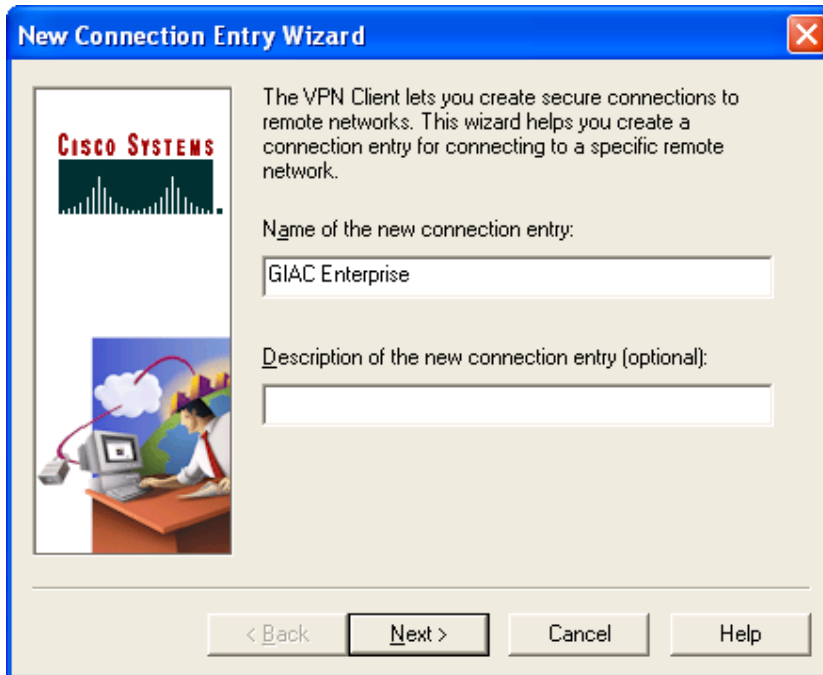 New Connection Entry Wizard
CISCO SYSTEMS
The VPN Client lets you create secure connections to
remote networks. This wizard helps you create a
connection entry for connecting to a specific remote
network.
Name of the new connection entry:
GIAC Enterprise
Description of the new connection entry (optional):
< Back
Next >
Cancel
Help